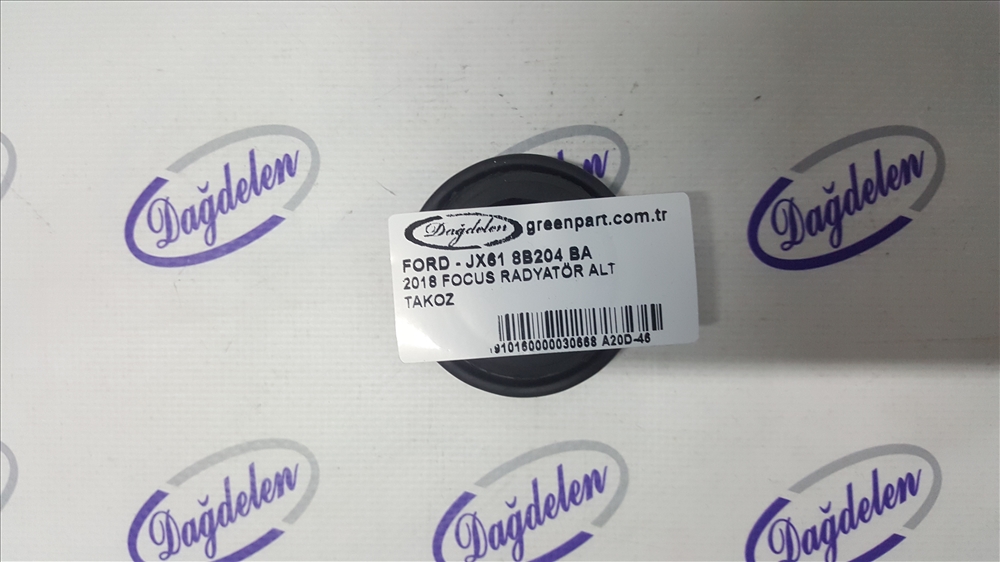 Dağdelen
Dağdelen
Dağdelen greenpart.com.tr
FORD - JX61 8B204 BA
2018 FOCUS RADYATÖR ALT
TAKOZ
910160000030668 A20D-46
Dağdelen
Dağdelen
Dağdelen